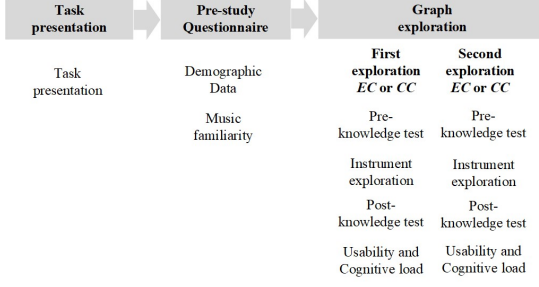 Task
presentation
Pre-study
Questionnaire
Graph
exploration
Task
presentation
Demographic
Data
Music
familiarity
First
exploration
EC or CC
Pre-
knowledge test
Instrument
exploration
Post-
knowledge test
Usability and
Cognitive load
Second
exploration
EC or CC
Pre-
knowledge test
Instrument
exploration
Post-
knowledge test
Usability and
Cognitive load